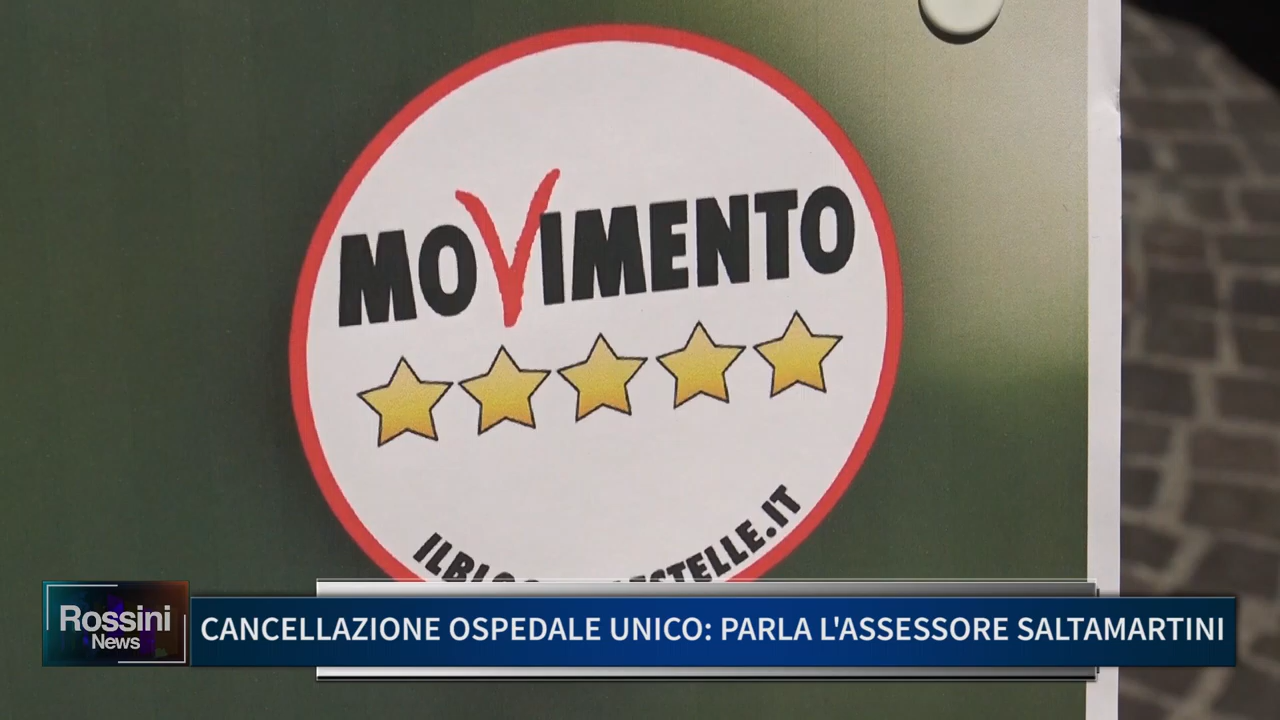 MOVIMENTO
Rossini
News
CANCELLAZIONE OSPEDALE UNICO: PARLA L'ASSESSORE SALTAMARTINI